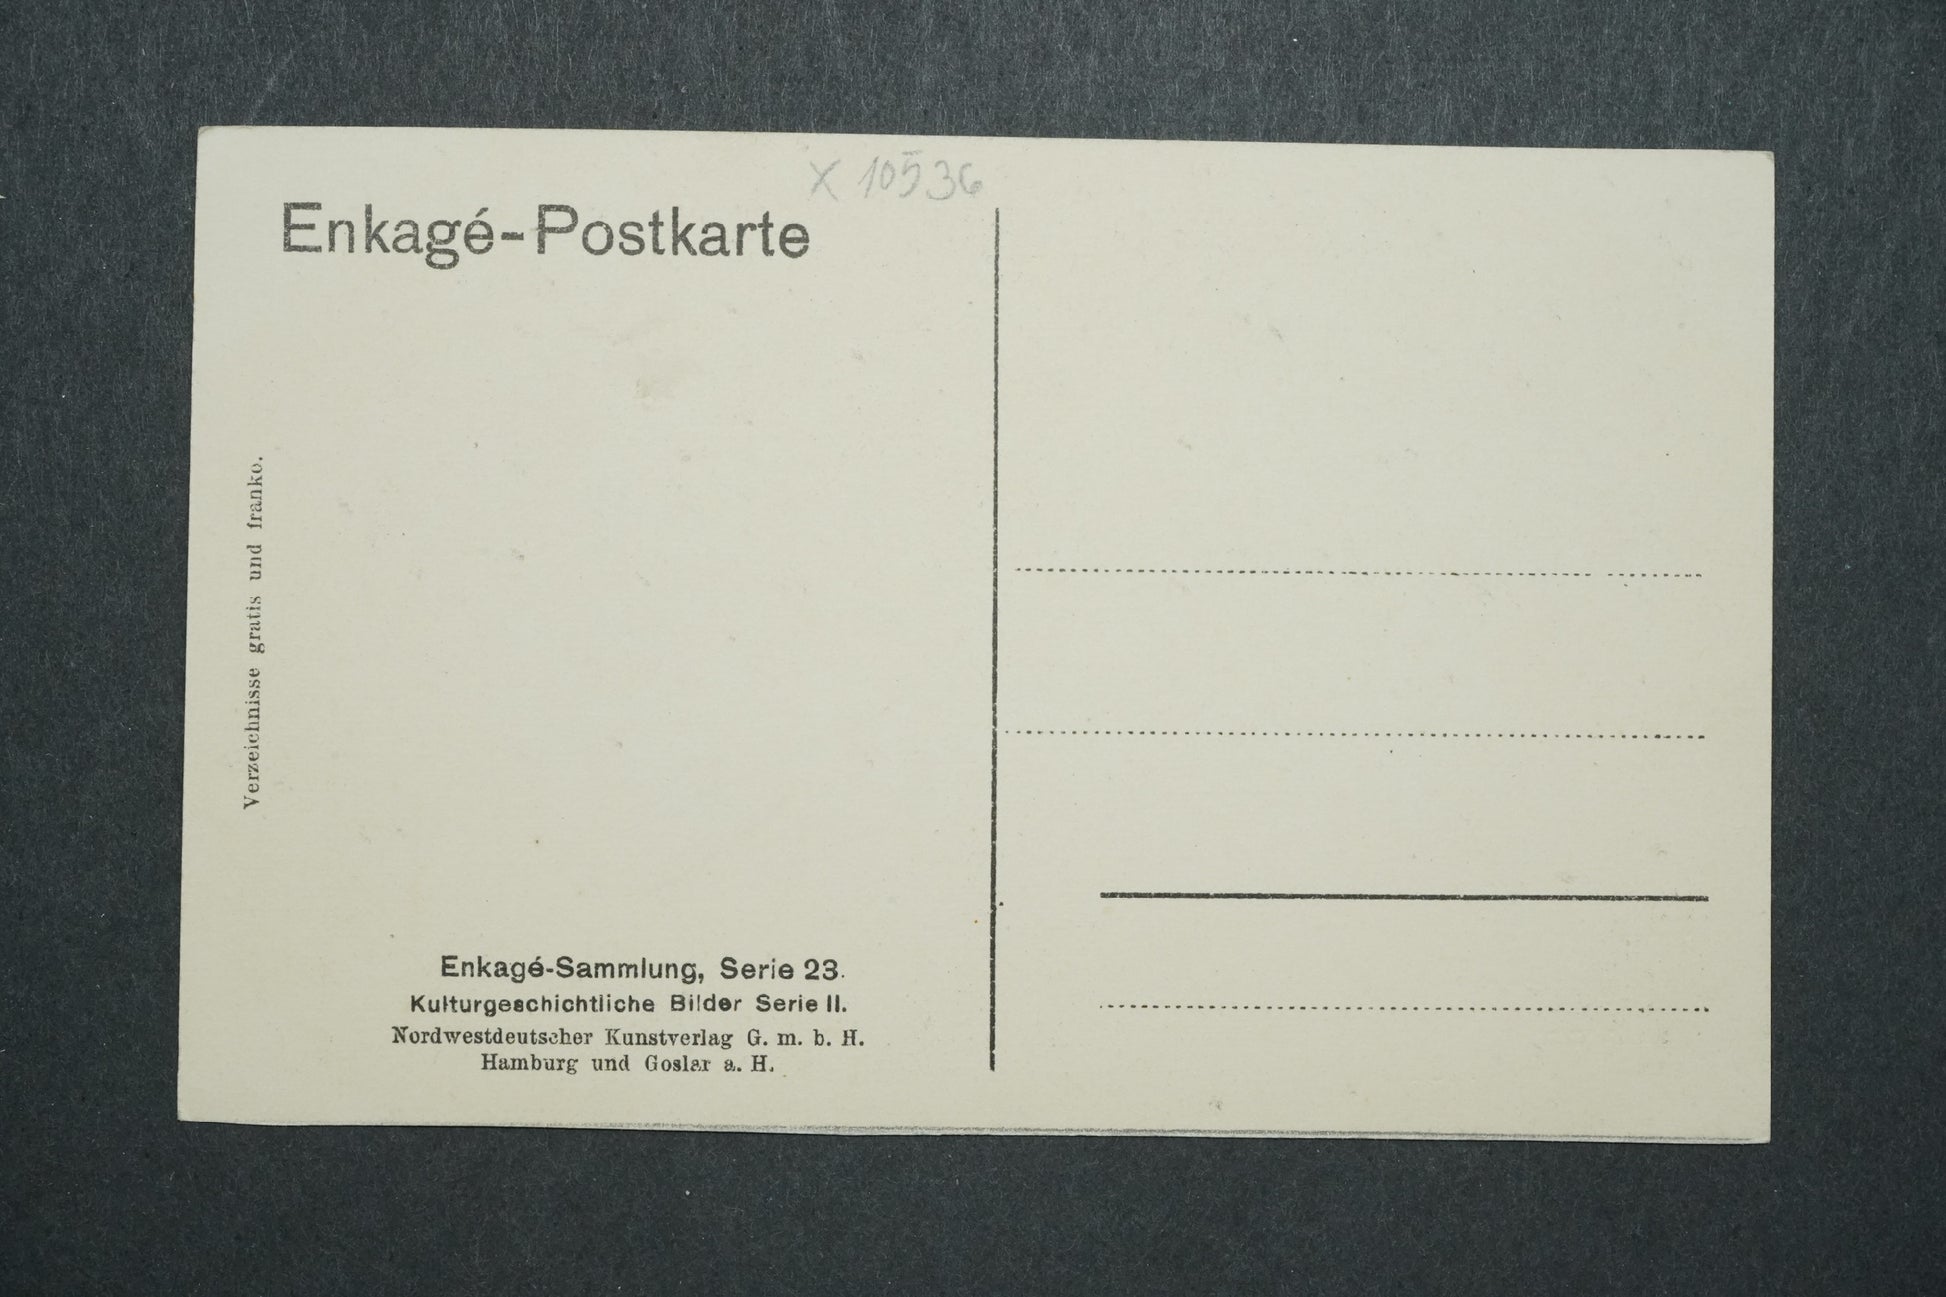 X 10536
Enkagé-Postkarte
Verzeichnisse gratis und franko.
Enkagé-Sammlung, Serie 23.
Kulturgeschichtliche Bilder Serie II.
Nordwestdeutscher Kunstverlag G. m. b. H.
Hamburg und Goslar a. H.